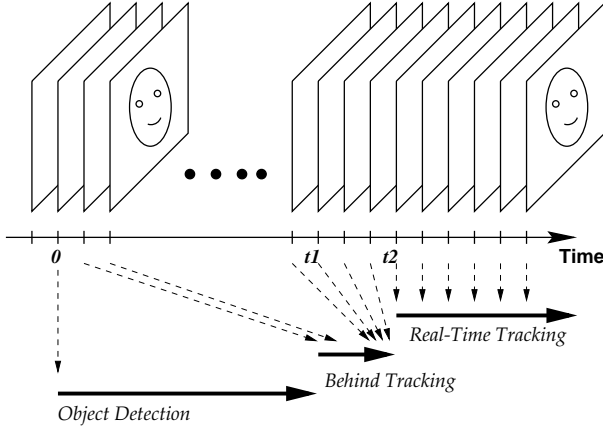 0 t1 t2 Time
Real-Time Tracking
Behind Tracking
Object Detection